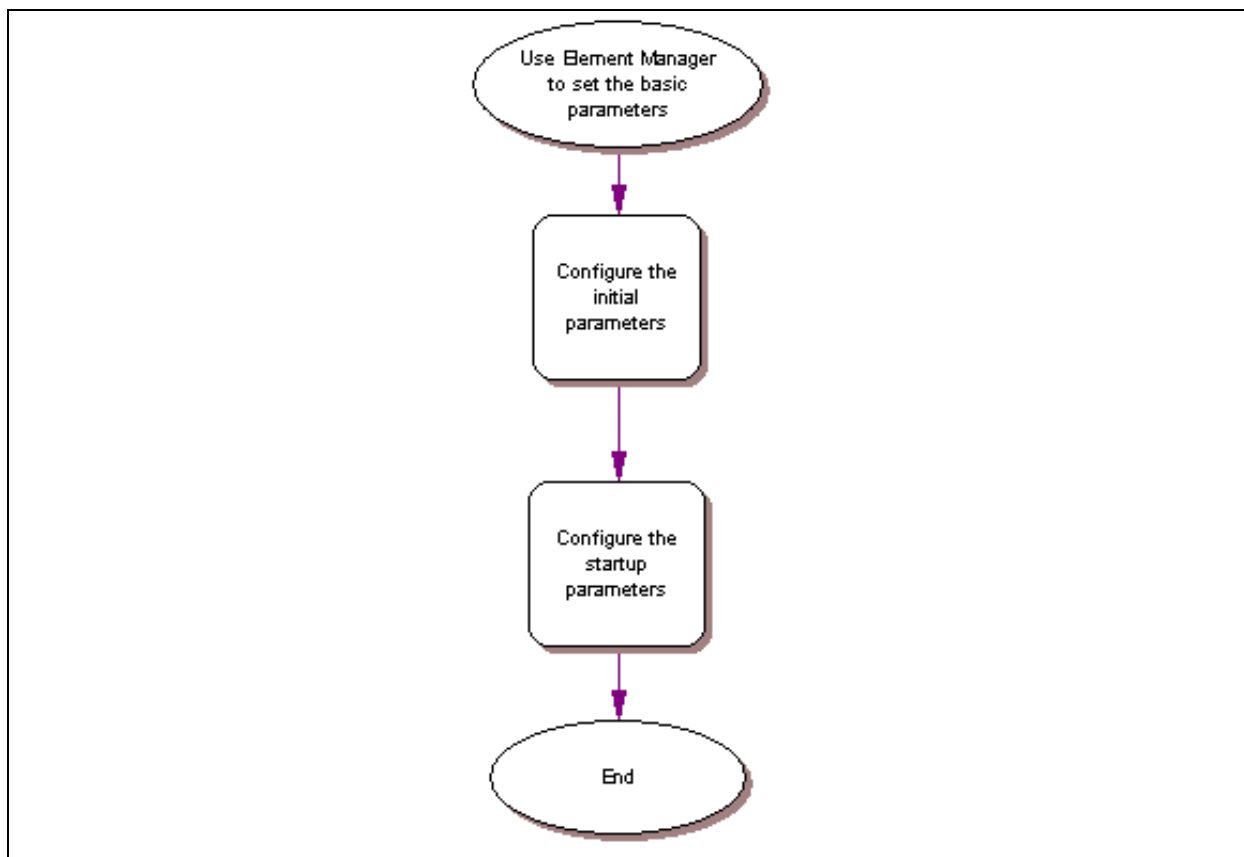 Use Element Manager
to set the basic
parameters
Configure the
initial
parameters
Configure the
startup
parameters
End